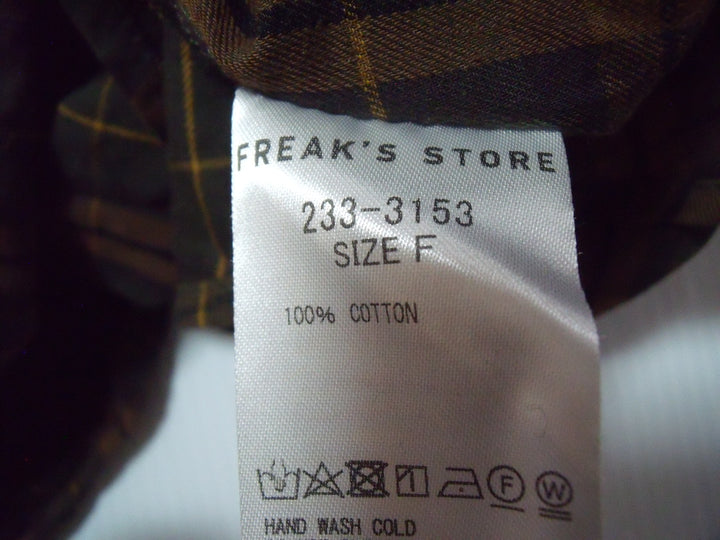 FREAK'S STORE
233-3153
SIZE F
100% COTTON
F W
HAND WASH COLD